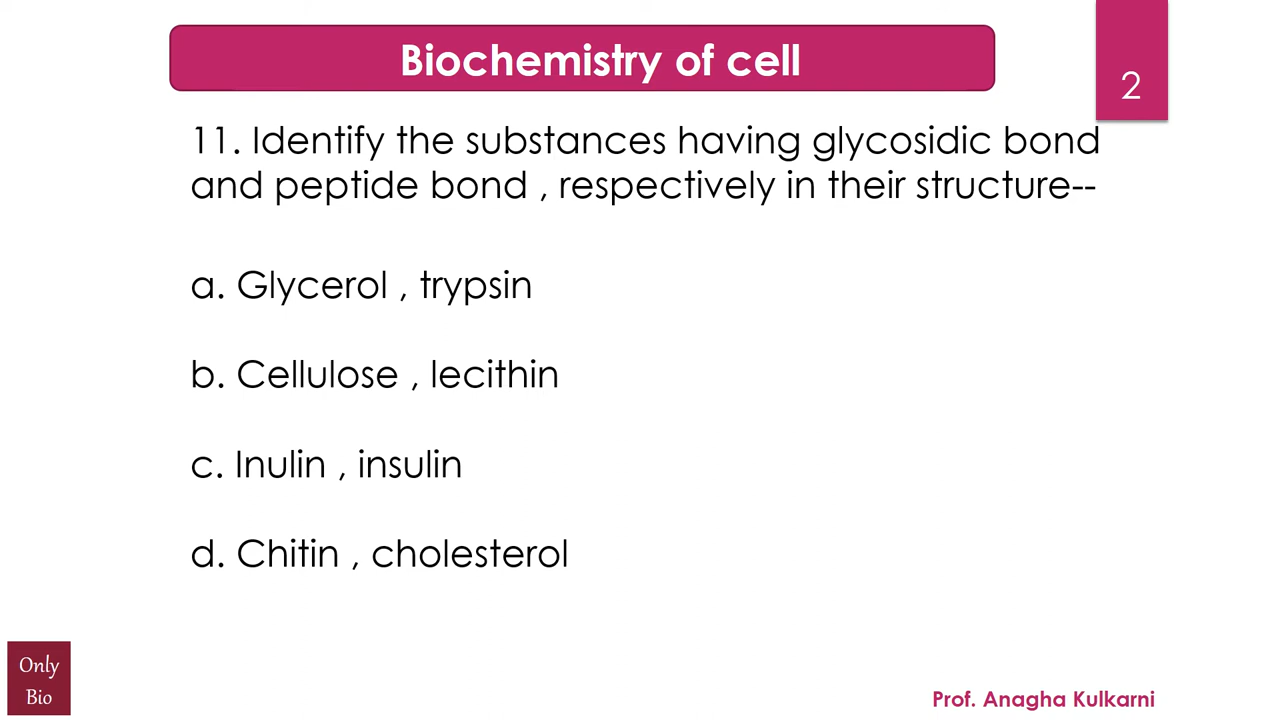 Biochemistry of cell
2
11. Identify the substances having glycosidic bond
and peptide bond , respectively in their structure--
a. Glycerol , trypsin
b. Cellulose , lecithin
c. Inulin , insulin
d. Chitin , cholesterol
Only
Bio
Prof. Anagha Kulkarni